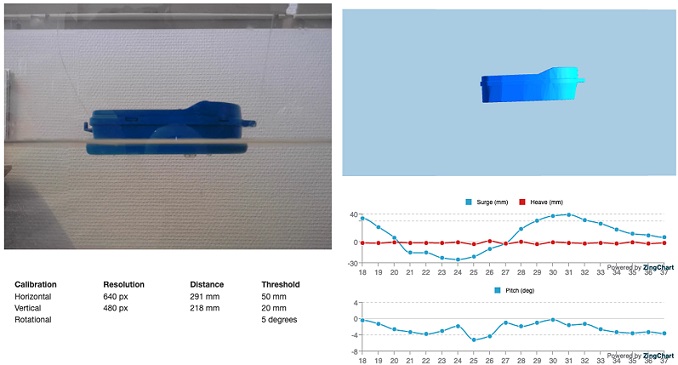 Surge (mm) Heave (mm)
40
0
-30
18 19 20 21 22 23 24 25 26 27 28 29 30 31 32 33 34 35 36 37
Powered by ZingChart
Pitch (deg)
4
0
-4
-8
18 19 20 21 22 23 24 25 26 27 28 29 30 31 32 33 34 35 36 37
Powered by ZingChart
Calibration Resolution Distance Threshold
Horizontal 640 px 291 mm 50 mm
Vertical 480 px 218 mm 20 mm
Rotational 5 degrees